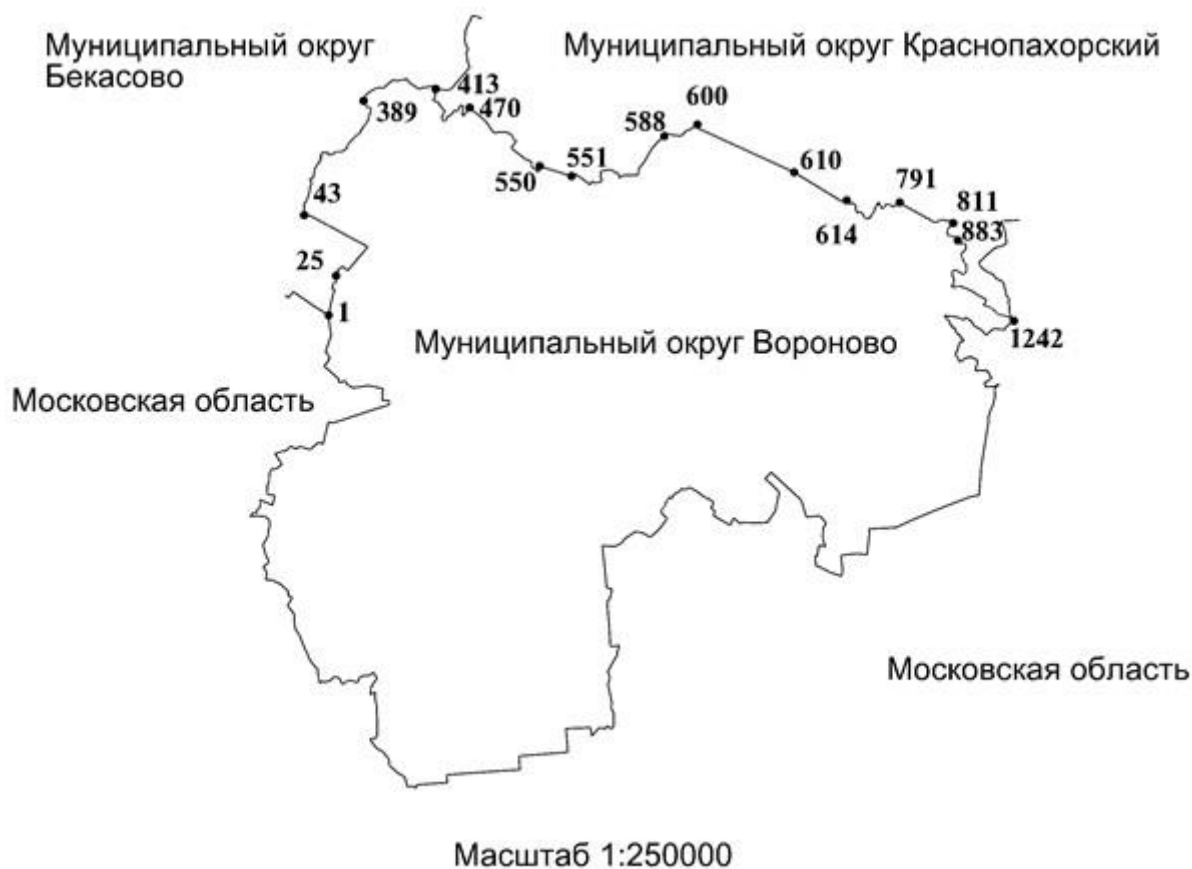 Муниципальный округ
Бекасово
Муниципальный округ Краснопахорский
413
389
470
600
588
551
550
610
791
614
811
883
43
25
1
1242
Муниципальный округ Вороново
Московская область
Московская область
Масштаб 1:250000